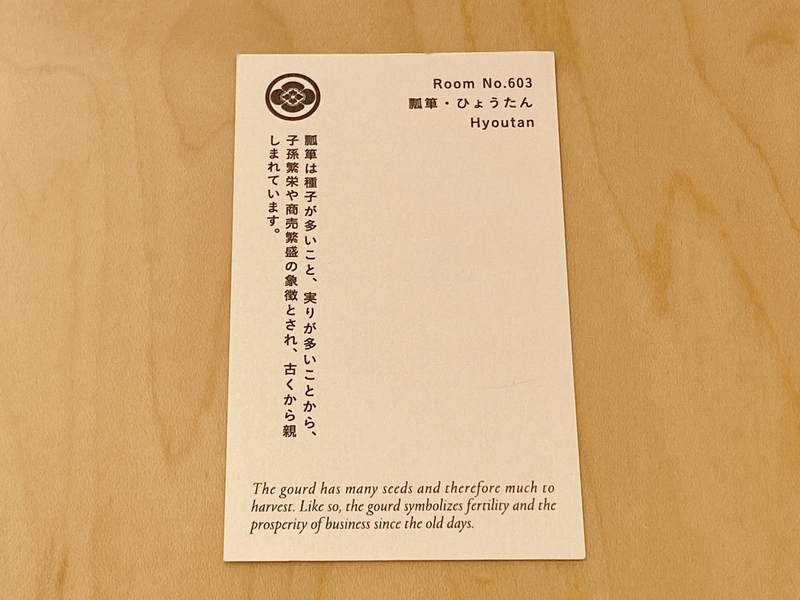 Room No.603
瓢箪・ひょうたん
Hyoutan
瓢箪は種子が多いこと、実りが多いことから、
子孫繁栄や商売繁盛の象徴とされ、古くから親
しまれています。
The gourd has many seeds and therefore much to
harvest. Like so, the gourd symbolizes fertility and the
prosperity of business since the old days.